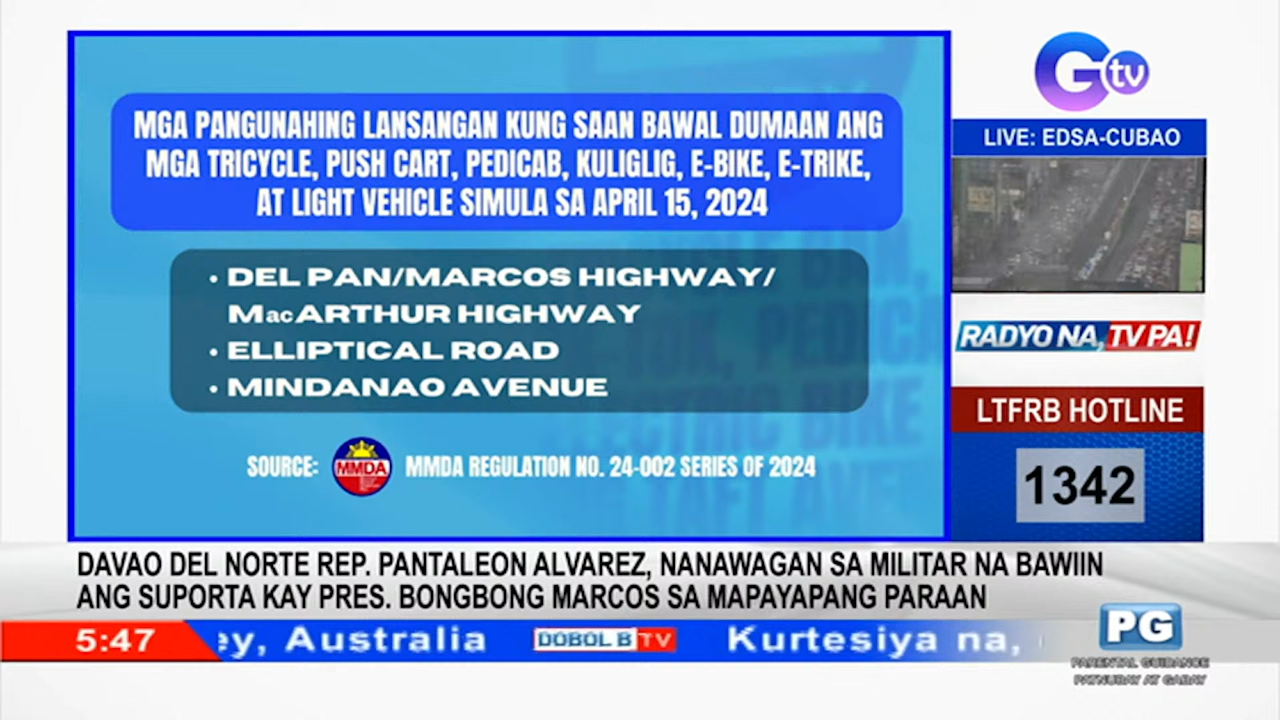 MGA PANGUNAHING LANSANGAN KUNG SAAN BAWAL DUMAAN ANG
MGA TRICYCLE, PUSH CART, PEDICAB, KULIGLIG, E-BIKE, E-TRIKE,
AT LIGHT VEHICLE SIMULA SA APRIL 15, 2024
• DEL PAN/MARCOS HIGHWAY/
MacARTHUR HIGHWAY
• ELLIPTICAL ROAD
• MINDANAO AVENUE
SOURCE: MMDA MMDA REGULATION NO. 24-002 SERIES OF 2024
Gtv
LIVE: EDSA-CUBAO
RADYO NA, TV PA!
LTFRB HOTLINE
1342
DAVAO DEL NORTE REP. PANTALEON ALVAREZ, NANAWAGAN SA MILITAR NA BAWIIN
ANG SUPORTA KAY PRES. BONGBONG MARCOS SA MAPAYAPANG PARAAN
PG
PARENTAL GUIDANCE
PATNUBAY AT GABAY
5:47 ey, Australia DOBOL B TV Kurtesiya na,